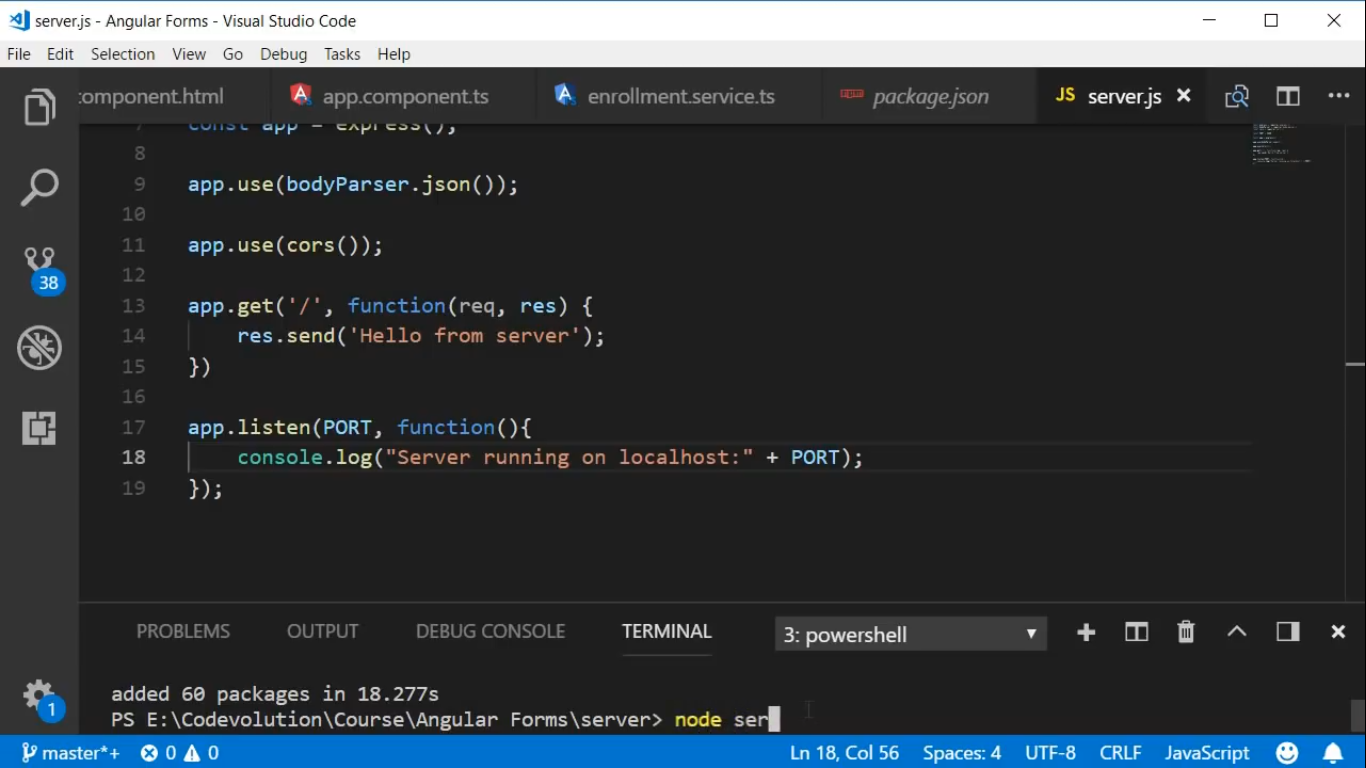 server.js - Angular Forms - Visual Studio Code
File Edit Selection View Go Debug Tasks Help
component.html app.component.ts enrollment.service.ts package.json JS server.js
7 const app = express();
8
9 app.use(bodyParser.json());
10
11 app.use(cors());
12
13 app.get('/', function(req, res) {
14 res.send('Hello from server');
15 })
16
17 app.listen(PORT, function(){
18 console.log("Server running on localhost:" + PORT);
19 });
38
PROBLEMS OUTPUT DEBUG CONSOLE TERMINAL 3: powershell
added 60 packages in 18.277s
PS E:\Codevolution\Course\Angular Forms\server> node ser
1
master*+ 0 0 Ln 18, Col 56 Spaces: 4 UTF-8 CRLF JavaScript